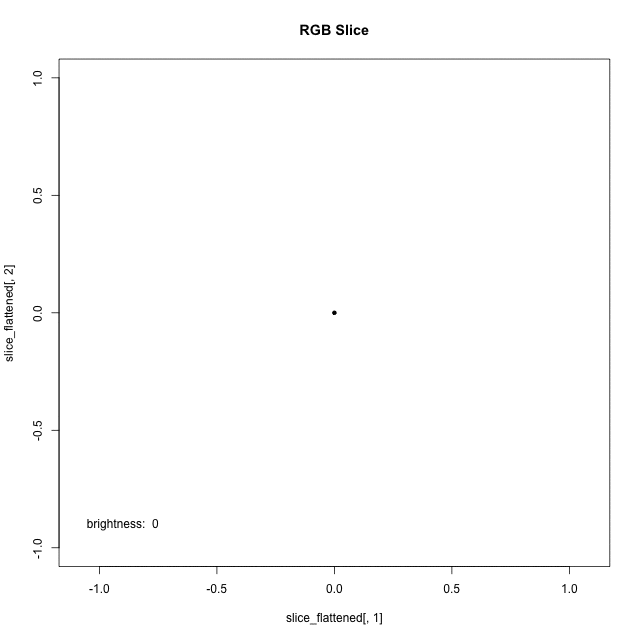 RGB Slice
1.0
0.5
0.0
-0.5
-1.0
slice_flattened[, 2]
brightness:  0
-1.0 -0.5 0.0 0.5 1.0
slice_flattened[, 1]